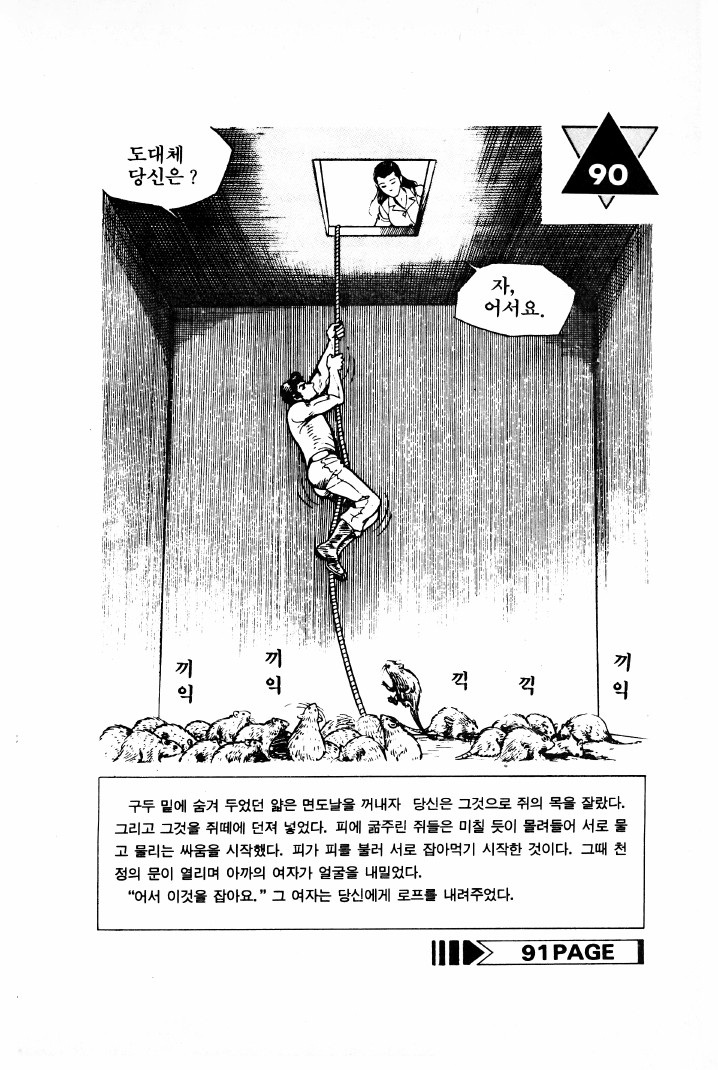 도대체
당신은?
90
자,
어서요.
끼익
끼익
끽
끽
끼익
구두 밑에 숨겨 두었던 얇은 면도날을 꺼내자 당신은 그것으로 쥐의 목을 잘랐다.
그리고 그것을 쥐떼에 던져 넣었다. 피에 굶주린 쥐들은 미칠 듯이 몰려들어 서로 물
고 물리는 싸움을 시작했다. 피가 피를 불러 서로 잡아먹기 시작한 것이다. 그때 천
정의 문이 열리며 아까의 여자가 얼굴을 내밀었다.
“어서 이것을 잡아요.” 그 여자는 당신에게 로프를 내려주었다.
91PAGE